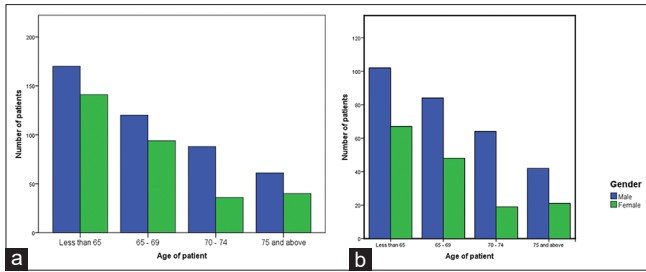 200
150
100
50
0
Number of patients
Less than 65
65 - 69
70 - 74
75 and above
Age of patient
a
120
100
80
60
40
20
0
Number of patients
Less than 65
65 - 69
70 - 74
75 and above
Age of patient
b
Gender
Male
Female